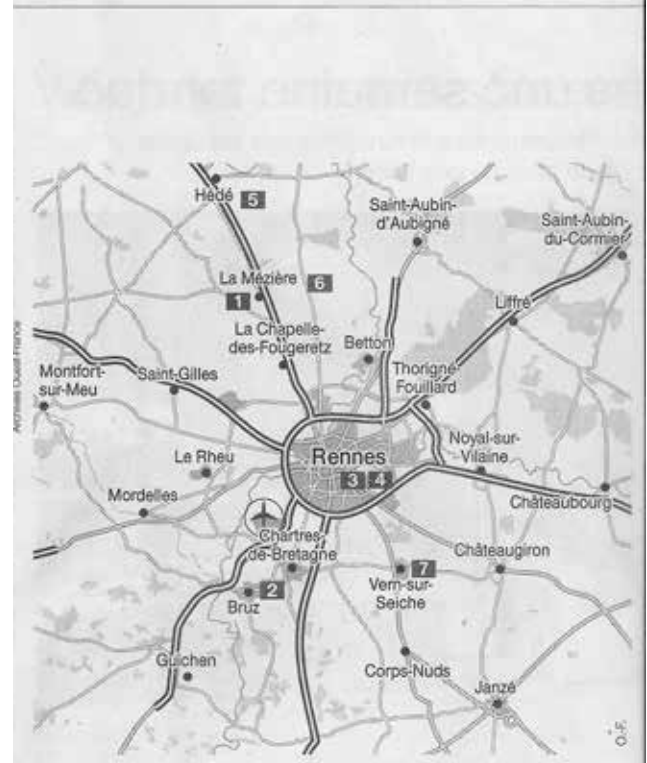 Hédé
5
Saint-Aubin-
d'Aubigné
Saint-Aubin-
du-Cormier
La Mézière
1
6
Liffré
La Chapelle-
des-Fougeretz
Betton
Archives Ouest-France
Montfort-
sur-Meu
Saint-Gilles
Thorigné
Fouillard
Le Rheu
Rennes
3 4
Noyal-sur-
Vilaine
Mordelles
Châteaubourg
Chartres-
de-Bretagne
Châteaugiron
7
Vern-sur-
Seiche
2
Bruz
Guichen
Corps-Nuds
Janzé
O.-F.